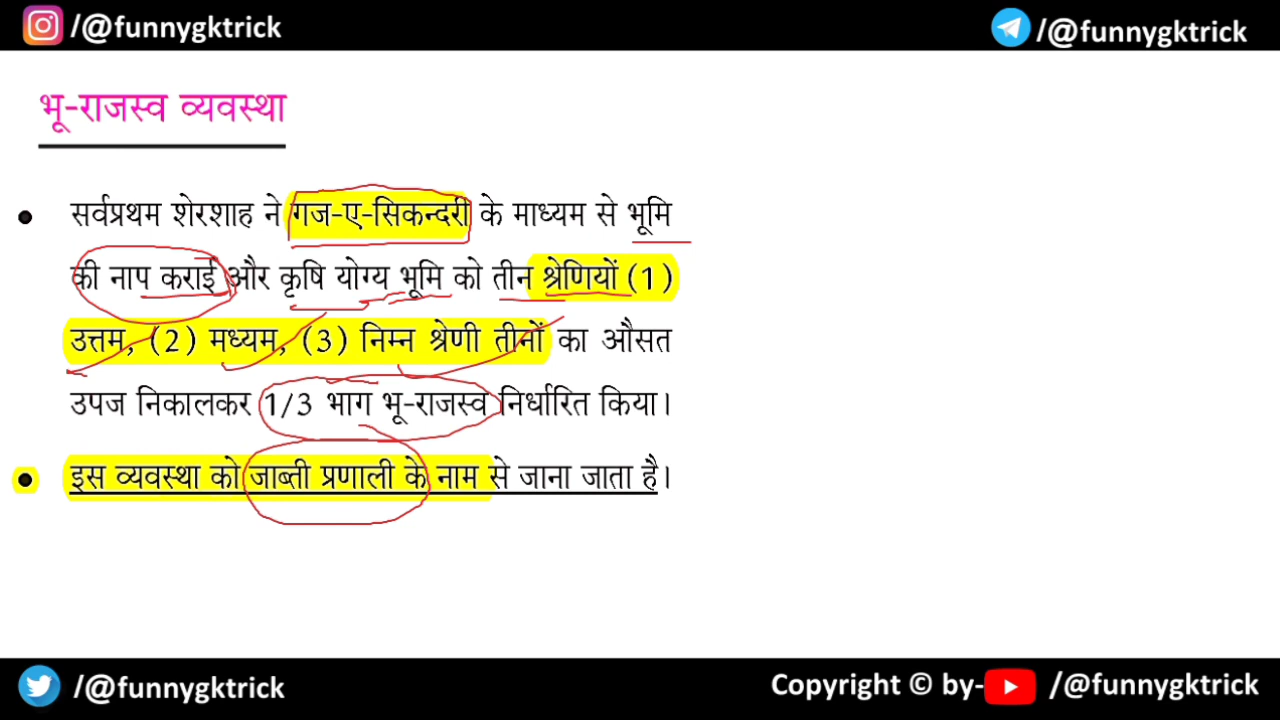 /@funnygktrick
/@funnygktrick
भू-राजस्व व्यवस्था
सर्वप्रथम शेरशाह ने गज-ए-सिकन्दरी के माध्यम से भूमि
की नाप कराई और कृषि योग्य भूमि को तीन श्रेणियों (1)
उत्तम, (2) मध्यम, (3) निम्न श्रेणी तीनों का औसत
उपज निकालकर 1/3 भाग भू-राजस्व निर्धारित किया।
इस व्यवस्था को जाब्ती प्रणाली के नाम से जाना जाता है।
/@funnygktrick
Copyright © by- /@funnygktrick